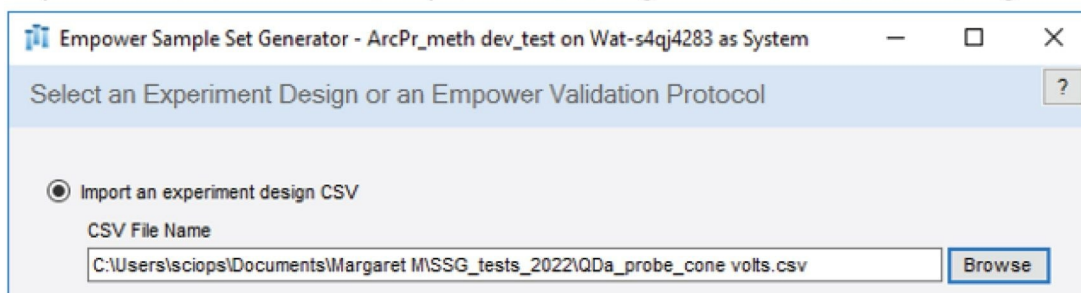 Empower Sample Set Generator - ArcPr_meth dev_test on Wat-s4qj4283 as System
Select an Experiment Design or an Empower Validation Protocol
?
Import an experiment design CSV
CSV File Name
C:\Users\sciops\Documents\Margaret M\SSG_tests_2022\QDa_probe_cone volts.csv
Browse